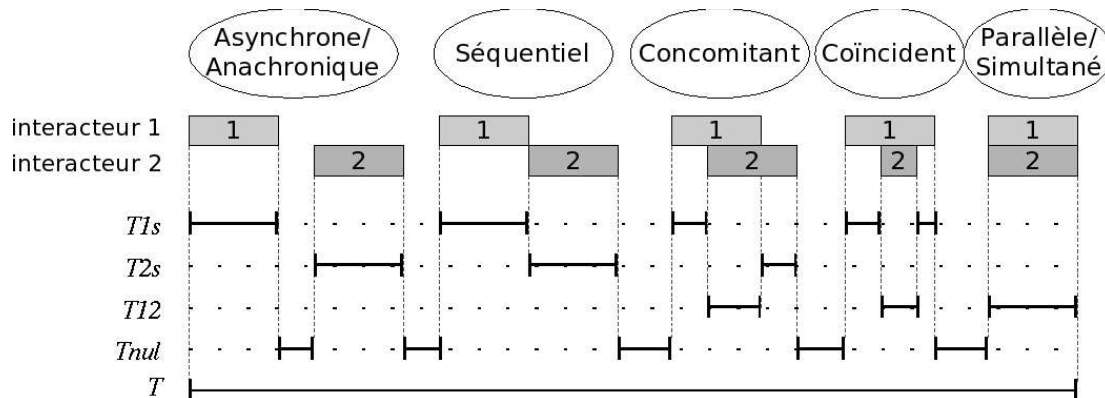 Asynchrone/
Anachronique
Séquentiel
Concomitant
Coïncident
Parallèle/
Simultané
interacteur 1
1 1 1 1 1
interacteur 2
2 2 2 2 2
T1s
T2s
T12
Tnul
T